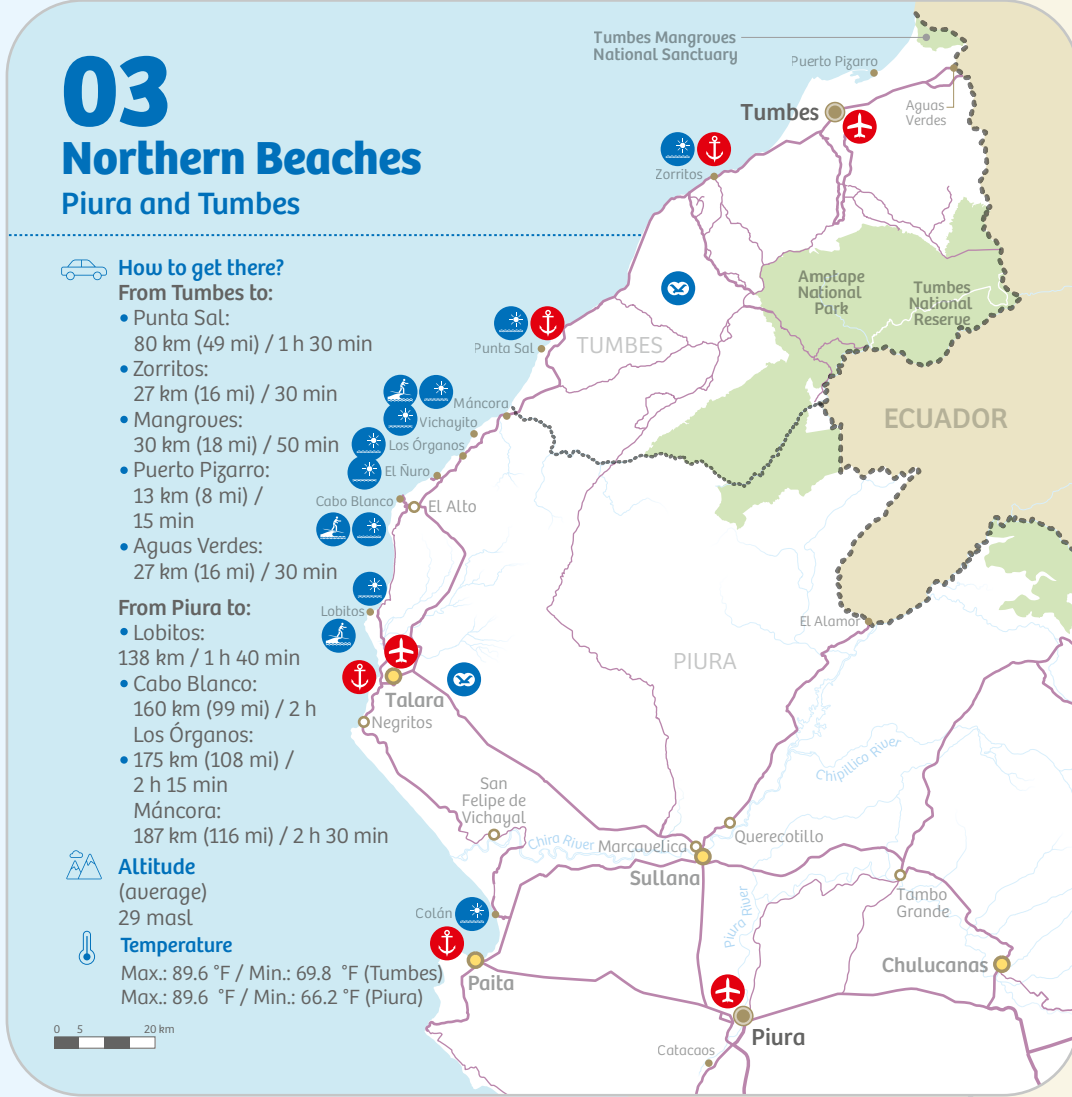 03
Northern Beaches
Piura and Tumbes
How to get there?
From Tumbes to:
• Punta Sal:
80 km (49 mi) / 1 h 30 min
• Zorritos:
27 km (16 mi) / 30 min
• Mangroves:
30 km (18 mi) / 50 min
• Puerto Pizarro:
13 km (8 mi) /
15 min
• Aguas Verdes:
27 km (16 mi) / 30 min
From Piura to:
• Lobitos:
138 km / 1 h 40 min
• Cabo Blanco:
160 km (99 mi) / 2 h
Los Órganos:
• 175 km (108 mi) /
2 h 15 min
Máncora:
187 km (116 mi) / 2 h 30 min
Altitude
(average)
29 masl
Temperature
Max.: 89.6 °F / Min.: 69.8 °F (Tumbes)
Max.: 89.6 °F / Min.: 66.2 °F (Piura)
0 5 20 km
Tumbes Mangroves
National Sanctuary
Puerto Pizarro
Tumbes
Aguas
Verdes
Zorritos
Amotape
National
Park
Tumbes
National
Reserve
Punta Sal
TUMBES
Máncora
Vichayito
Los Órganos
El Ñuro
Cabo Blanco
El Alto
ECUADOR
Lobitos
El Alamor
PIURA
Talara
Negritos
Chipillico River
San
Felipe de
Vichayal
Chira River
Marcavelica
Querecotillo
Sullana
Tambo
Grande
Piura River
Colón
Paita
Chulucanas
Piura
Catacaos